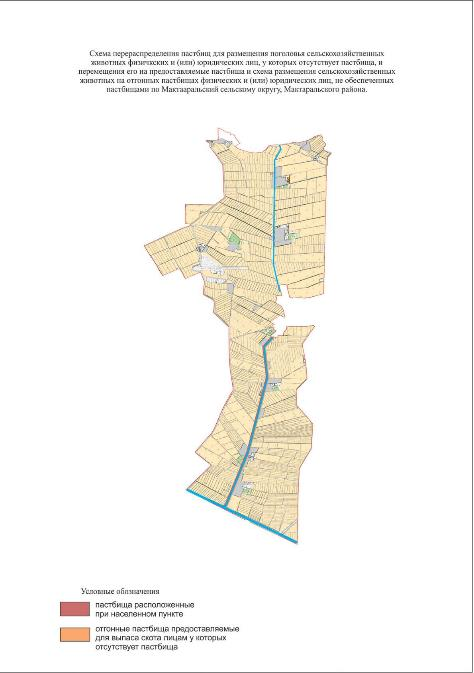 Схема перераспределения пастбищ для размещения поголовья сельскохозяйственных
животных физичких и (или) юридических лиц, у которых отсутствует пастбища, и
перемещения его на предоставляемые пастбища и схема размещения сельскохозяйственных
животных на отгонных пастбищах физических и (или) юридических лиц, не обеспеченных
пастбищами по Мактааральский сельскому округу, Мактаральского района.
Условные обозначения
пастбища расположенные
при населенном пункте
отгонные пастбища предоставляемые
для выпаса скота лицам у которых
отсутствует пастбища